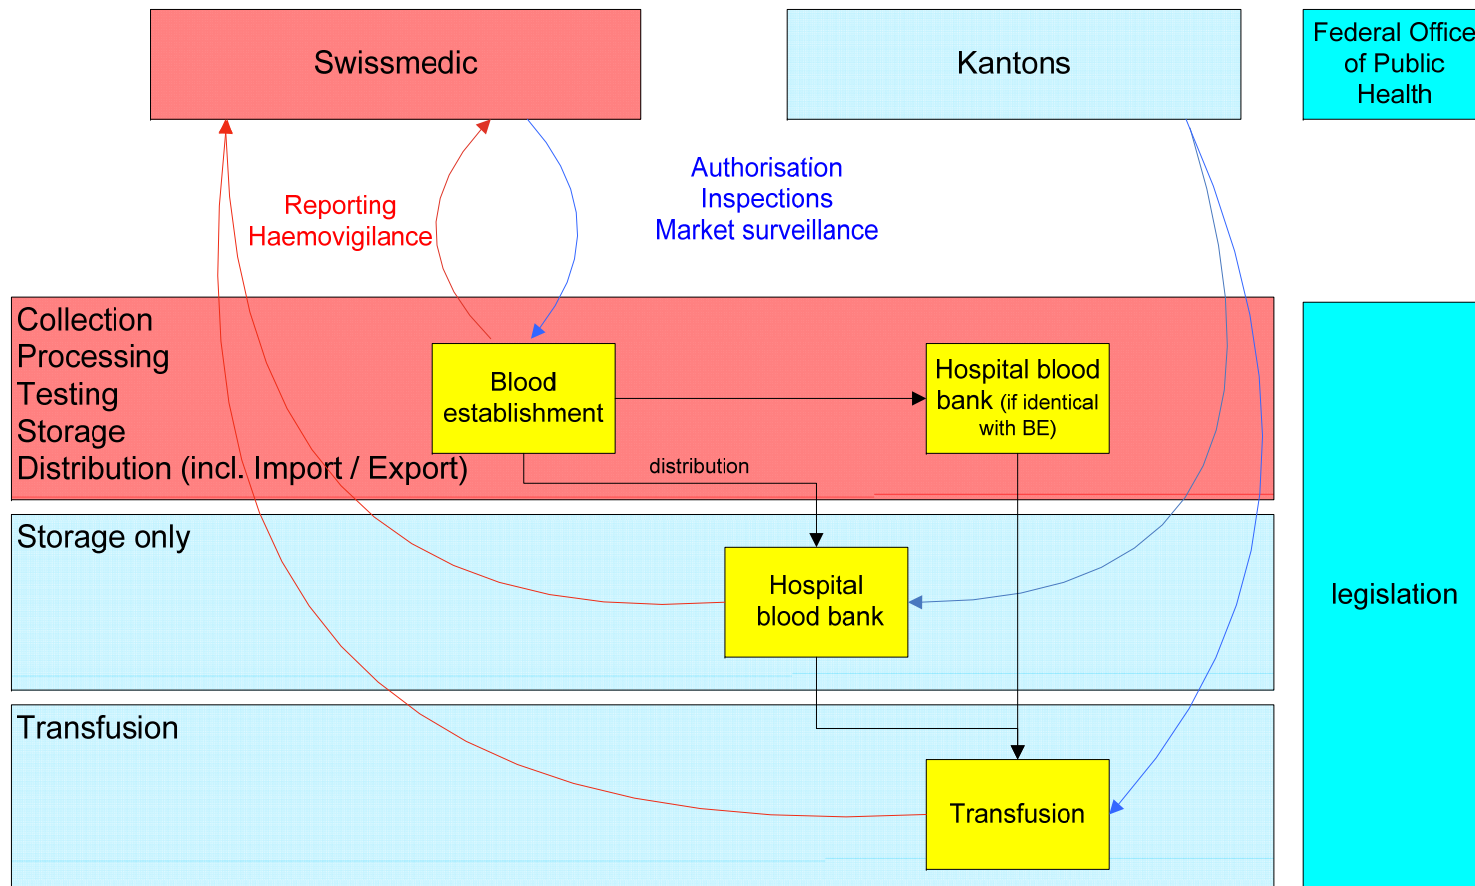 Swissmedic
Kantons
Federal Office
of Public
Health
Reporting
Haemovigilance
Authorisation
Inspections
Market surveillance
Collection
Processing
Testing
Storage
Distribution (incl. Import / Export)
Blood
establishment
Hospital blood
bank (if identical
with BE)
distribution
Storage only
Hospital
blood bank
legislation
Transfusion
Transfusion